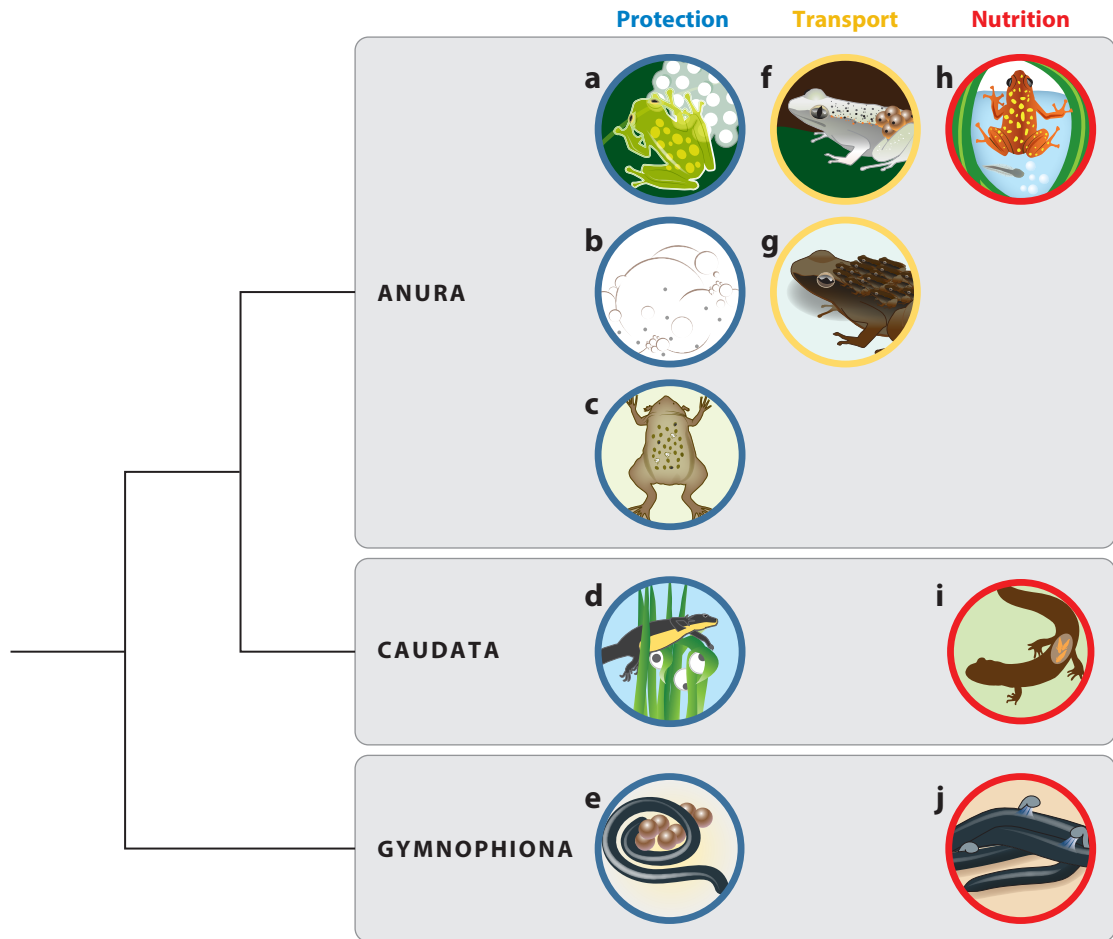 Protection Transport Nutrition
a f h
b g
ANURA
c
d i
CAUDATA
e j
GYMNOPHIONA